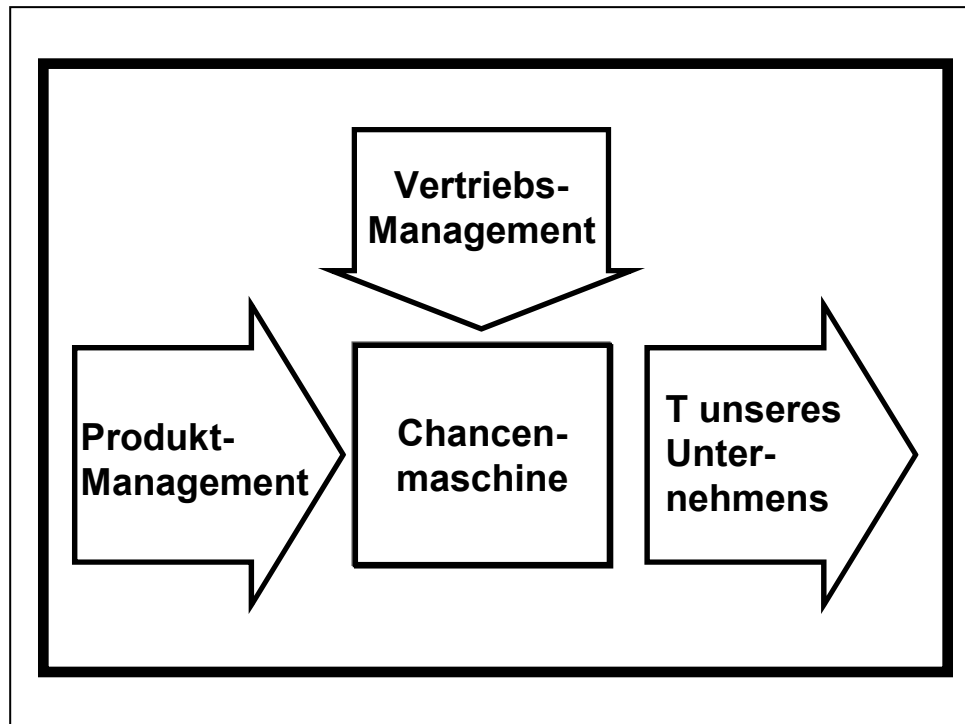 Vertriebs-
Management
Produkt-
Management
Chancen-
maschine
T unseres
Unter-
nehmens